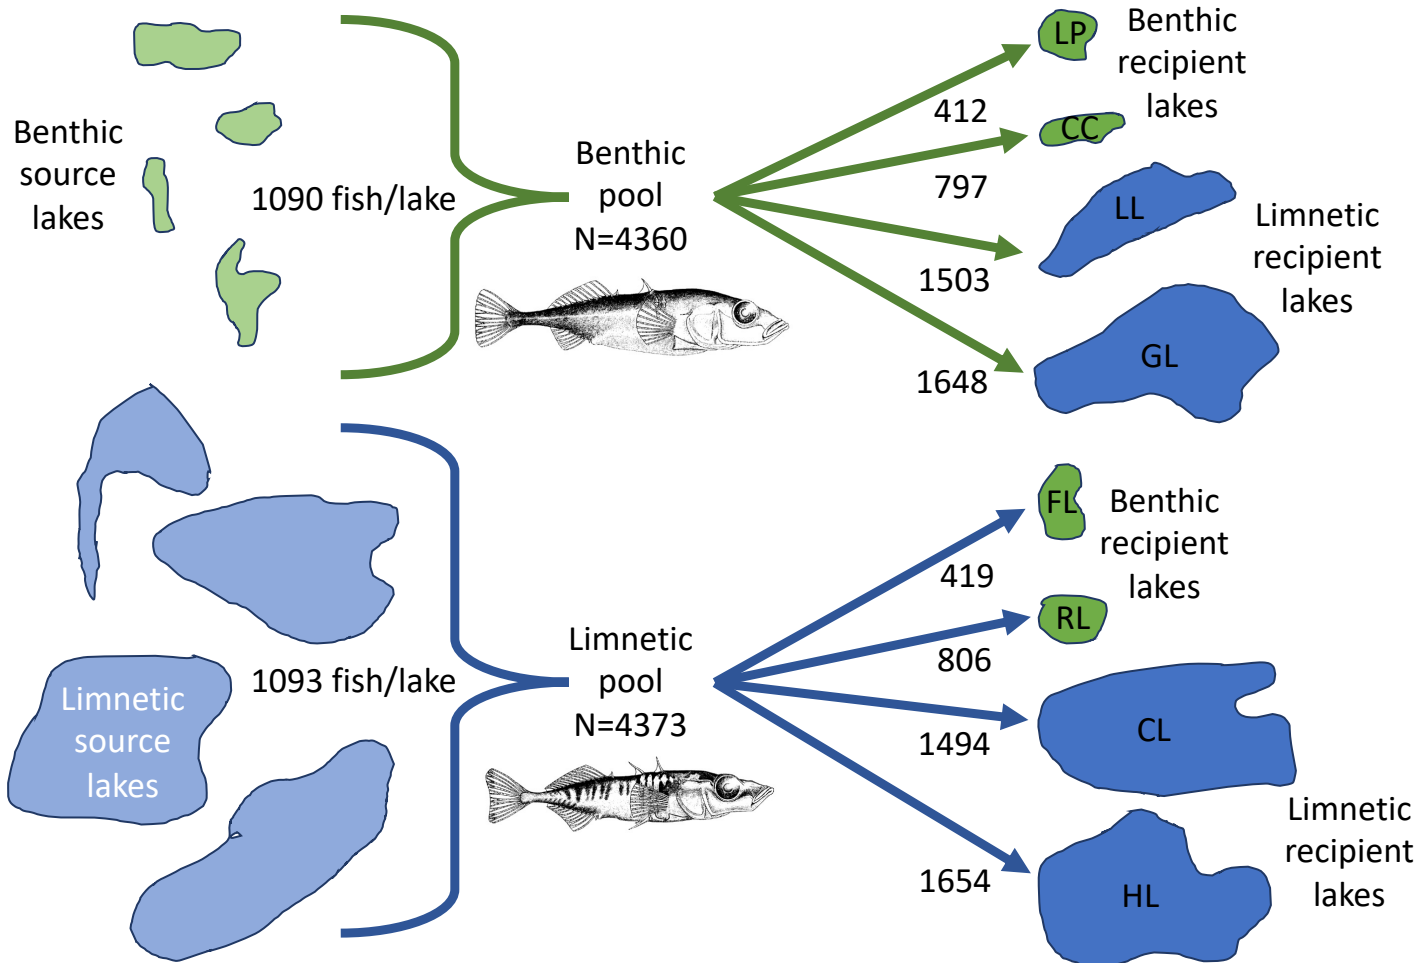 Benthic
source
lakes
1090 fish/lake
Benthic
pool
N=4360
412
797
1503
1648
LP
CC
LL
GL
Benthic
recipient
lakes
Limnetic
recipient
lakes
Limnetic
source
lakes
1093 fish/lake
Limnetic
pool
N=4373
419
806
1494
1654
FL
RL
CL
HL
Benthic
recipient
lakes
Limnetic
recipient
lakes